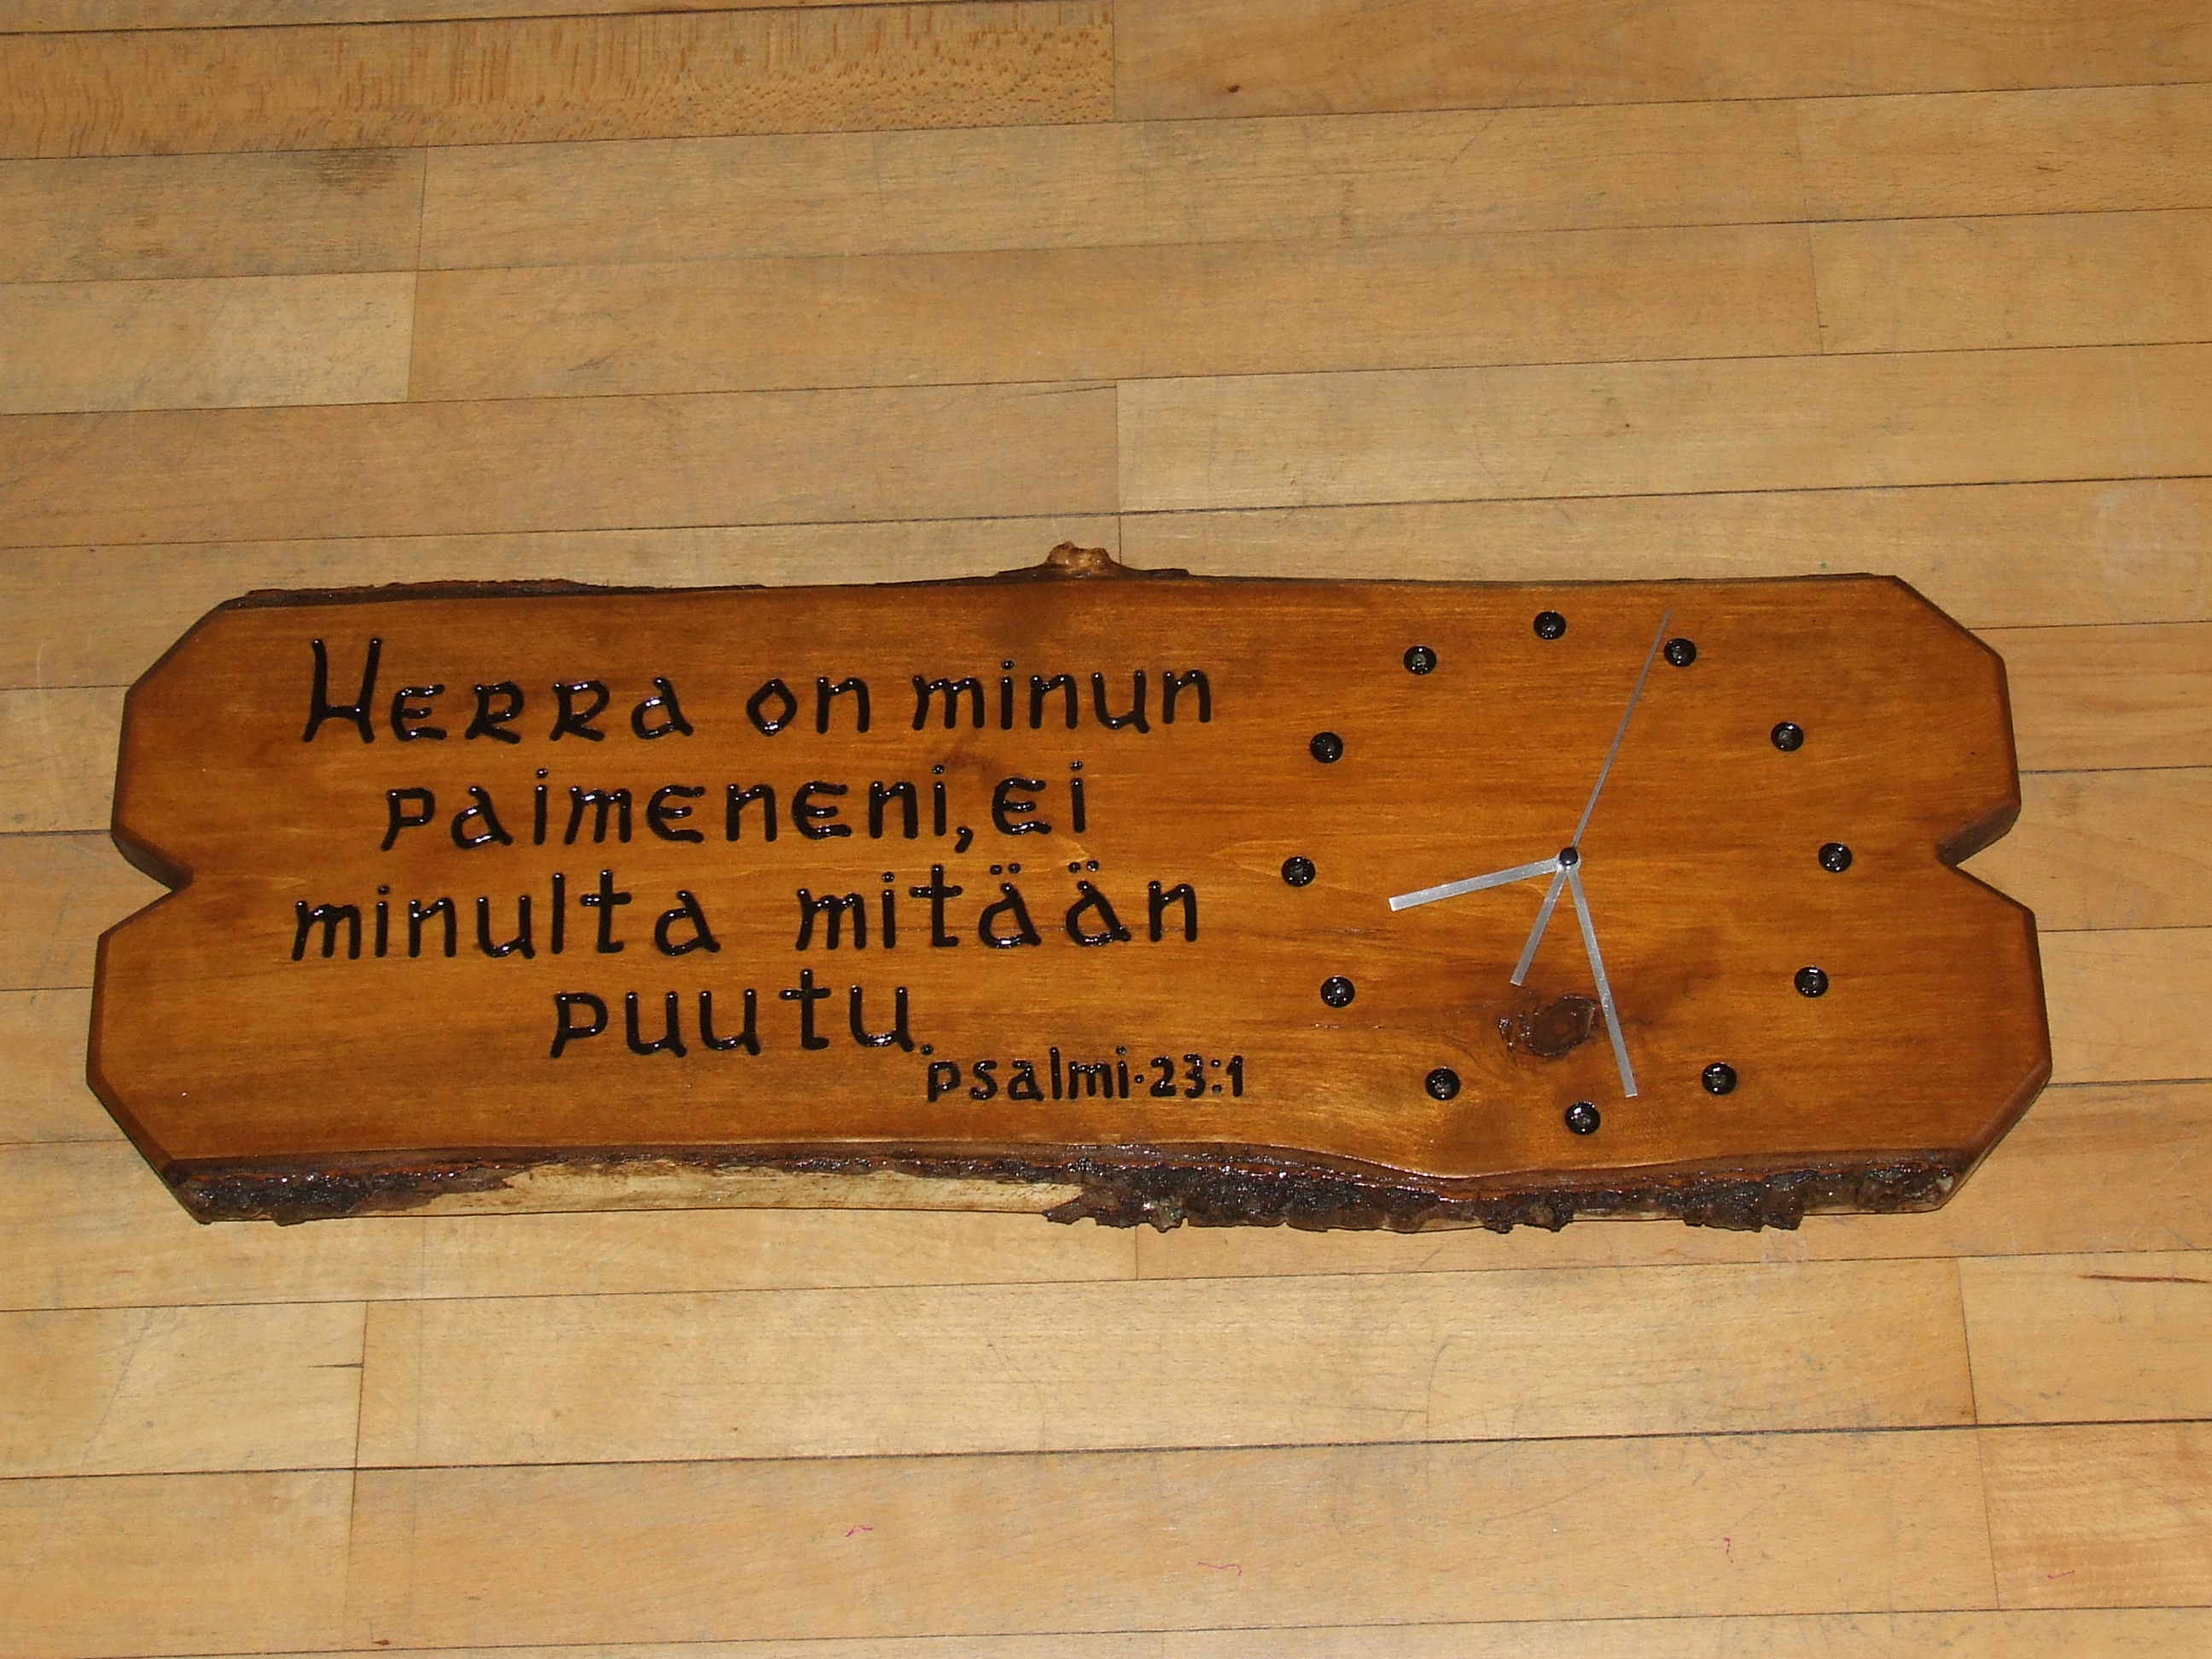 Herra on minun
paimeneni, ei
minulta mitään
puutu.
psalmi·23:1